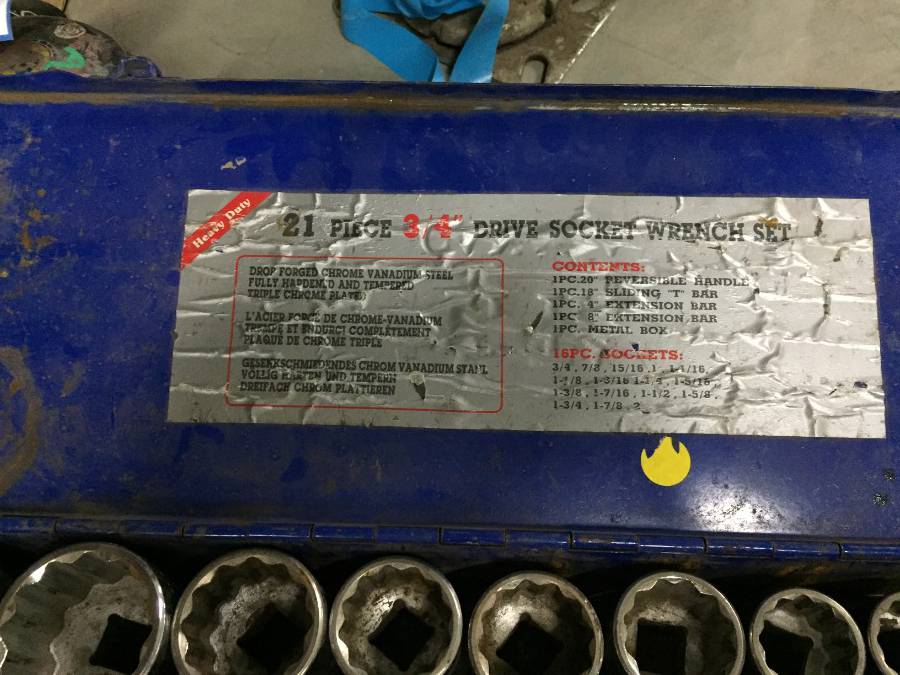 Heavy Duty
21 PIECE 3/4" DRIVE SOCKET WRENCH SET
DROP FORGED CHROME VANADIUM STEEL
FULLY HARDENED AND TEMPERED
TRIPLE CHROME PLATED
L'ACIER FORGÉ DE CHROME-VANADIUM
TREMPE ET ENDURCI COMPLETEMENT
PLAQUE DE CHROME TRIPLE
GESENKSCHMIEDENDES CHROM VANADIUM STAHL
VOLLIG HARTEN UND TEMPERN
DREIFACH CHROM PLATTIEREN
CONTENTS:
1PC.20" REVERSIBLE HANDLE
1PC.18" SLIDING "T" BAR
1PC. 4" EXTENSION BAR
1PC 8" EXTENSION BAR
1PC. METAL BOX
16PC. SOCKETS:
3/4 , 7/8 , 15/16 , 1 , 1-1/16
1-1/8 , 1-3/16 1-1/4 , 1-5/16
1-3/8 , 1-7/16 , 1-1/2 , 1-5/8 ,
1-3/4 , 1-7/8 , 2